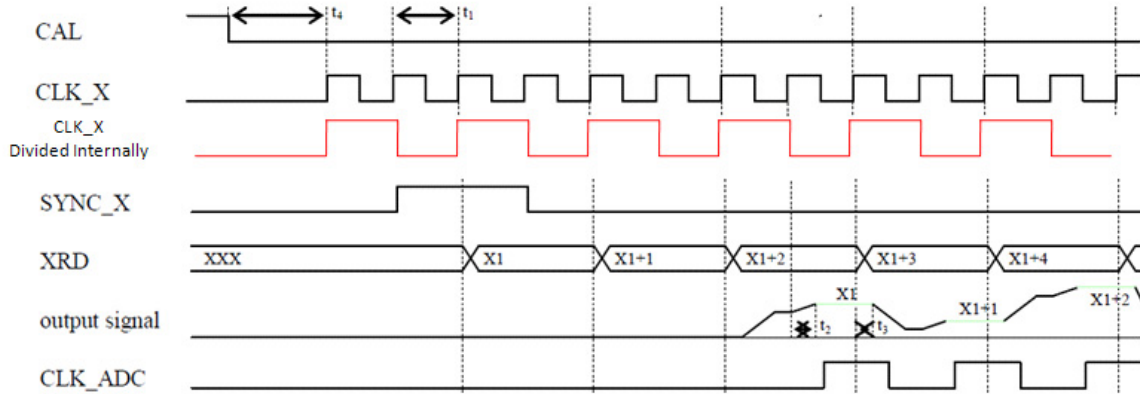 CAL
t4
t1
CLK_X
CLK_X
Divided Internally
SYNC_X
XRD
XXX
X1
X1+1
X1+2
X1+3
X1+4
output signal
X1
X1+1
X1+2
t2
t3
CLK_ADC